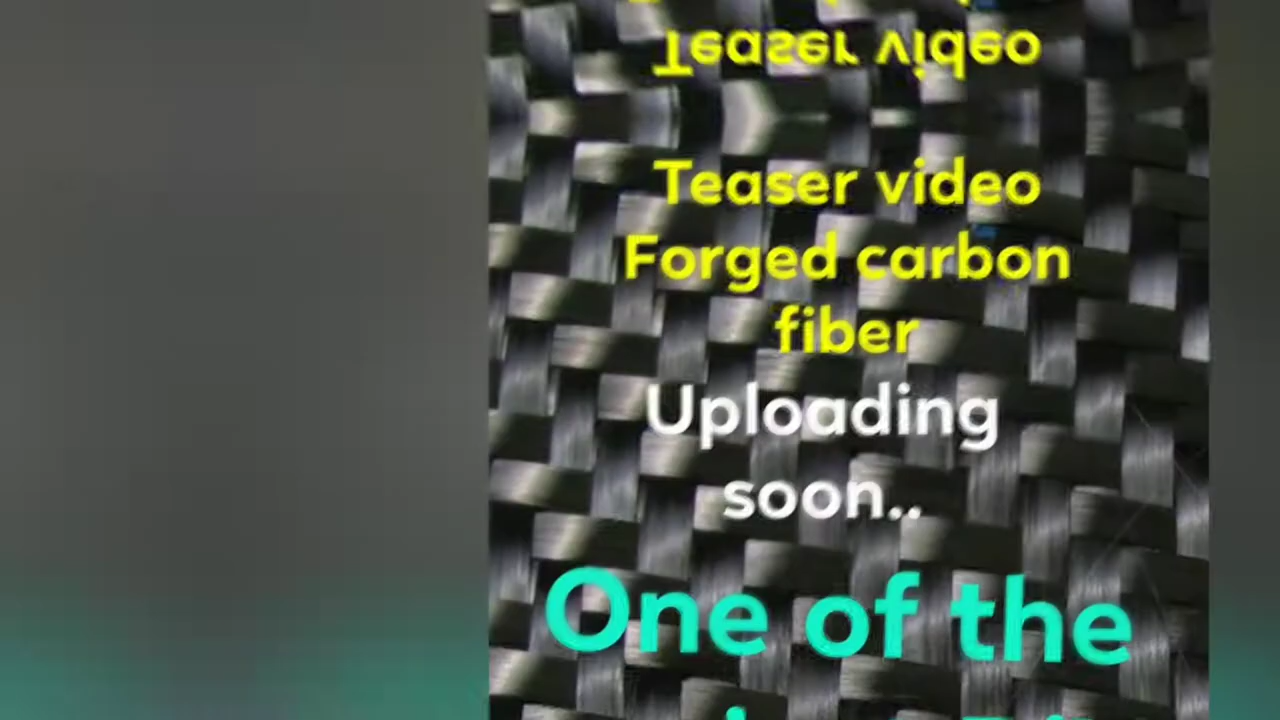 Teaser video
Teaser video
Forged carbon
fiber
Uploading
soon..
One of the